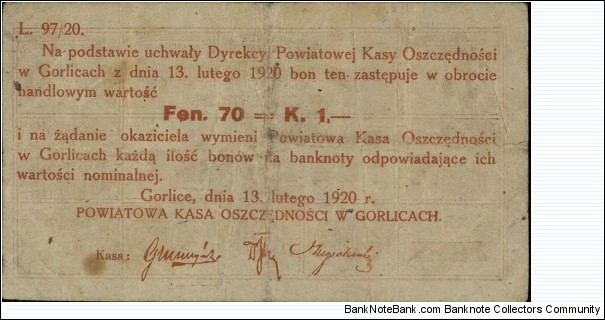 L. 97/20.
Na podstawie uchwały Dyrekcyi Powiatowej Kasy Oszczędności
w Gorlicach z dnia 13. lutego 1920 bon ten zastępuje w obrocie
handlowym wartość
Fen. 70 = K. 1,—
i na żądanie okaziciela wymieni Powiatowa Kasa Oszczędności
w Gorlicach każdą ilość bonów na banknoty odpowiadające ich
wartości nominalnej.
Gorlice, dnia 13. lutego 1920 r.
POWIATOWA KASA OSZCZĘDNOŚCI W GORLICACH.
Kasa:
BankNoteBank.com - Banknote Collectors Community